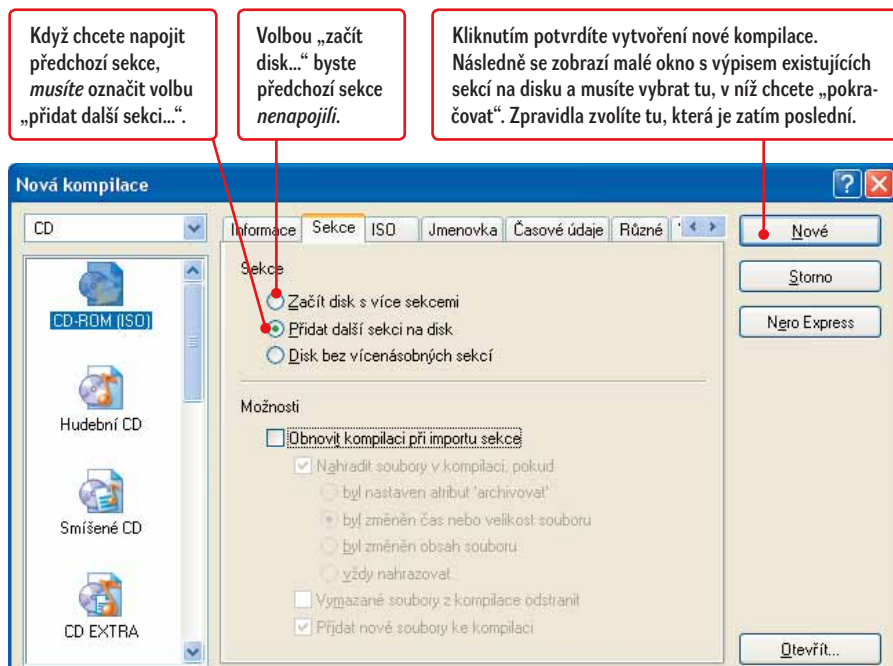 Když chcete napojit
předchozí sekce,
musíte označit volbu
„přidat další sekci...“.
Volbou „začít
disk...“ byste
předchozí sekce
nenapojili.
Kliknutím potvrdíte vytvoření nové kompilace.
Následně se zobrazí malé okno s výpisem existujících
sekcí na disku a musíte vybrat tu, v níž chcete „pokra-
čovat“. Zpravidla zvolíte tu, která je zatím poslední.
Nová kompilace
CD
CD-ROM (ISO)
Hudební CD
Smíšené CD
CD EXTRA
Informace Sekce ISO Jmenovka Časové údaje Různé
Sekce
Začít disk s více sekcemi
Přidat další sekci na disk
Disk bez vícenásobných sekcí
Možnosti
Obnovit kompilaci při importu sekce
Nahradit soubory v kompilaci, pokud
byl nastaven atribut 'archivovat'
byl změněn čas nebo velikost souboru
byl změněn obsah souboru
vždy nahrazovat
Vymazané soubory z kompilace odstranit
Přidat nové soubory ke kompilaci
Nové
Storno
Nero Express
Otevřít...